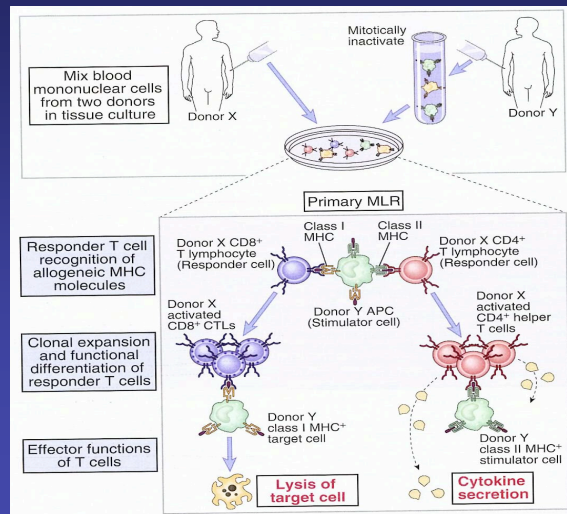 Mitotically
inactivate
Mix blood
mononuclear cells
from two donors
in tissue culture
Donor X
Donor Y
Primary MLR
Responder T cell
recognition of
allogeneic MHC
molecules
Donor X CD8⁺
T lymphocyte
(Responder cell)
Class I
MHC
Class II
MHC
Donor X CD4⁺
T lymphocyte
(Responder cell)
Donor Y APC
(Stimulator cell)
Donor X
activated
CD8⁺ CTLs
Donor X
activated
CD4⁺ helper
T cells
Clonal expansion
and functional
differentiation of
responder T cells
Donor Y
class I MHC⁺
target cell
Donor Y
class II MHC⁺
stimulator cell
Effector functions
of T cells
Lysis of
target cell
Cytokine
secretion